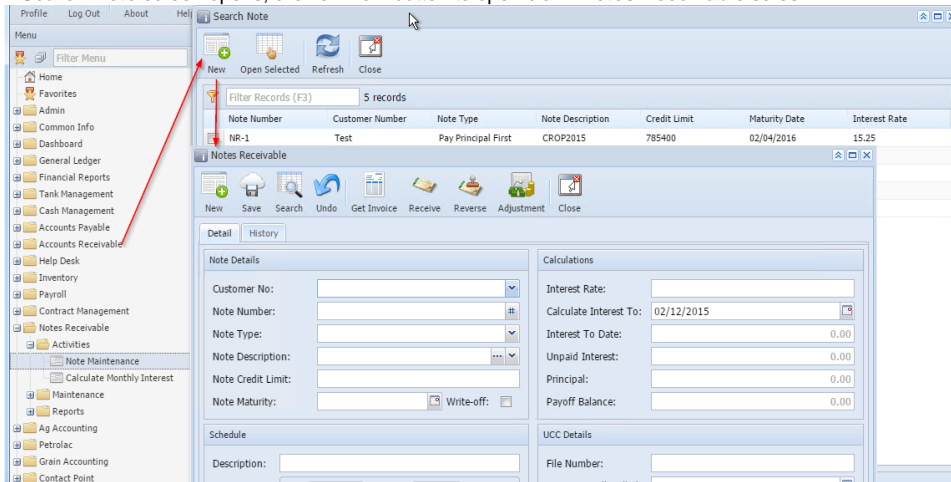 Profile Log Out About
Search Note
Menu
Filter Menu
New Open Selected Refresh Close
Home
Favorites
Filter Records (F3) 5 records
Admin
Note Number Customer Number Note Type Note Description Credit Limit Maturity Date Interest Rate
Common Info
NR-1 Test Pay Principal First CROP2015 785400 02/04/2016 15.25
Dashboard
Notes Receivable
General Ledger
Financial Reports
Tank Management
Cash Management
New Save Search Undo Get Invoice Receive Reverse Adjustment Close
Accounts Payable
Detail History
Accounts Receivable
Help Desk
Note Details Calculations
Inventory
Customer No: Interest Rate:
Payroll
Contract Management
Note Number: # Calculate Interest To: 02/12/2015
Notes Receivable
Note Type: Interest To Date: 0.00
Activities
Note Maintenance
Note Description: ... Unpaid Interest: 0.00
Calculate Monthly Interest
Note Credit Limit: Principal: 0.00
Maintenance
Note Maturity: Write-off: Payoff Balance: 0.00
Reports
Ag Accounting
Schedule UCC Details
Petrolac
Grain Accounting
Description: File Number:
Contact Point